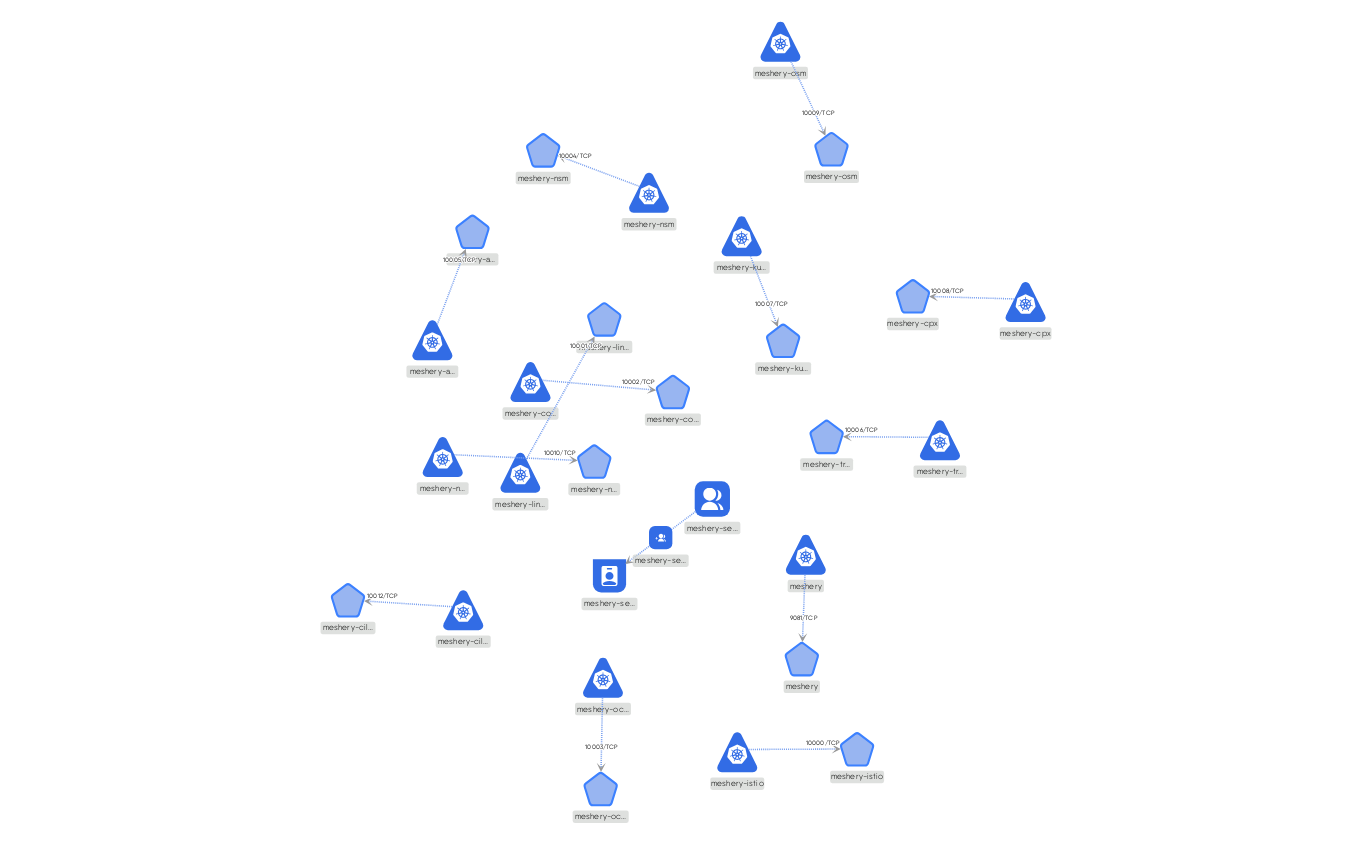 meshery-osm
10009/TCP
meshery-osm
10004/TCP
meshery-nsm
meshery-nsm
10005/TCP
ry-a...
meshery-a...
meshery-ku...
10007/TCP
meshery-ku...
10008/TCP
meshery-cpx
meshery-cpx
10001/TCP
meshery-lin...
meshery-co...
10002/TCP
meshery-co...
10006/TCP
meshery-tr...
meshery-tr...
10010/TCP
meshery-n...
meshery-lin...
meshery-n...
meshery-se...
meshery-se...
meshery-se...
meshery
9081/TCP
meshery
10012/TCP
meshery-cil...
meshery-cil...
meshery-oc...
10003/TCP
meshery-oc...
10000/TCP
meshery-istio
meshery-istio